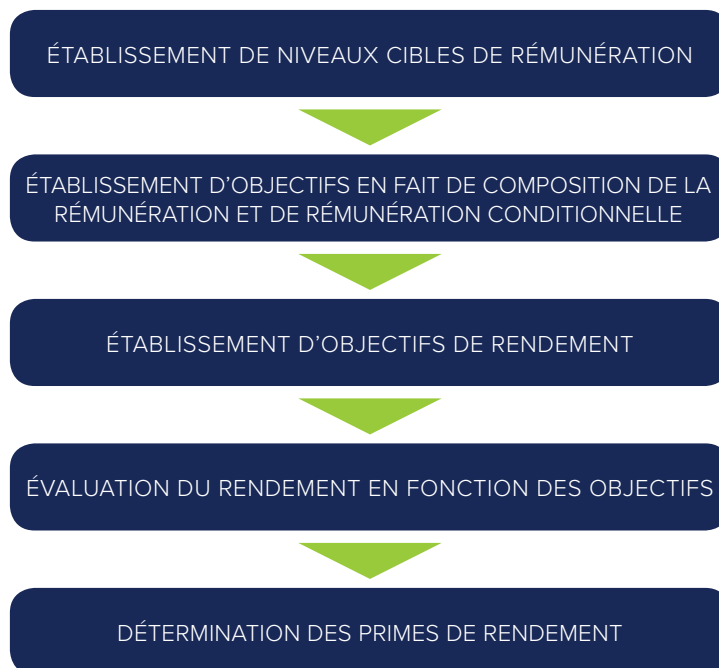 ÉTABLISSEMENT DE NIVEAUX CIBLES DE RÉMUNÉRATION
ÉTABLISSEMENT D’OBJECTIFS EN FAIT DE COMPOSITION DE LA
RÉMUNÉRATION ET DE RÉMUNÉRATION CONDITIONNELLE
ÉTABLISSEMENT D’OBJECTIFS DE RENDEMENT
ÉVALUATION DU RENDEMENT EN FONCTION DES OBJECTIFS
DÉTERMINATION DES PRIMES DE RENDEMENT